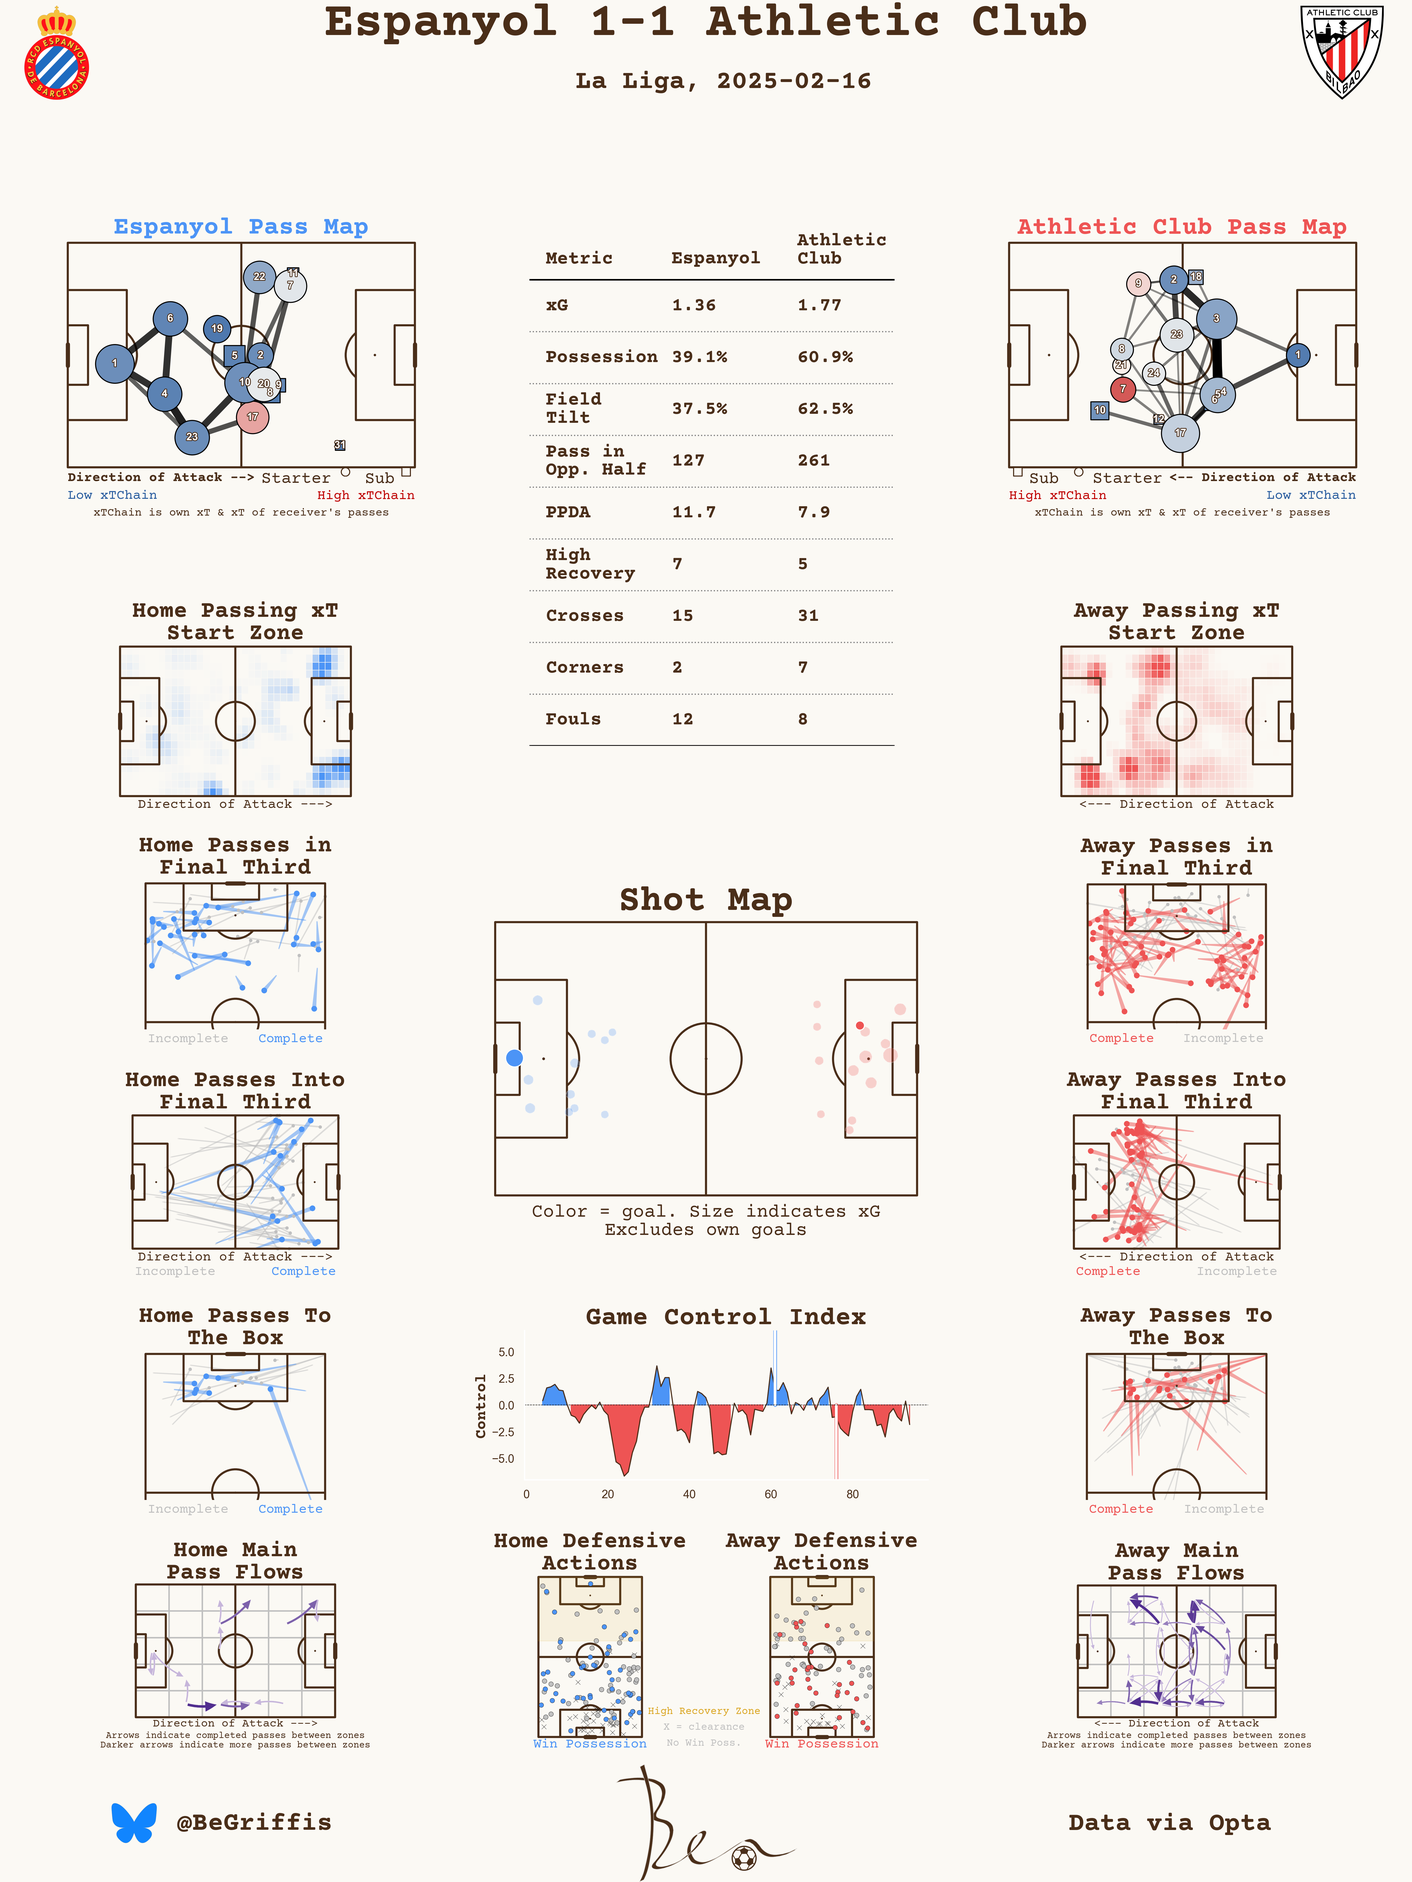 Espanyol 1-1 Athletic Club
La Liga, 2025-02-16
RCD ESPANYOL
DE BARCELONA
ATHLETIC CLUB
BILBAO
Espanyol Pass Map
1
6
4
23
19
5
2
10
20
9
8
17
22
11
7
31
Direction of Attack --> Starter Sub
Low xTChain High xTChain
xTChain is own xT & xT of receiver's passes
Metric Espanyol Athletic Club
xG 1.36 1.77
Possession 39.1% 60.9%
Field Tilt 37.5% 62.5%
Pass in Opp. Half 127 261
PPDA 11.7 7.9
High Recovery 7 5
Crosses 15 31
Corners 2 7
Fouls 12 8
Athletic Club Pass Map
9
2
18
3
23
8
21
24
7
10
12
17
5
4
6
1
Sub Starter <-- Direction of Attack
High xTChain Low xTChain
xTChain is own xT & xT of receiver's passes
Home Passing xT
Start Zone
Direction of Attack --->
Away Passing xT
Start Zone
<--- Direction of Attack
Home Passes in
Final Third
Incomplete Complete
Away Passes in
Final Third
Complete Incomplete
Shot Map
Color = goal. Size indicates xG
Excludes own goals
Home Passes Into
Final Third
Direction of Attack --->
Incomplete Complete
Away Passes Into
Final Third
<--- Direction of Attack
Complete Incomplete
Home Passes To
The Box
Incomplete Complete
Game Control Index
Control
5.0
2.5
0.0
−2.5
−5.0
0 20 40 60 80
Away Passes To
The Box
Complete Incomplete
Home Main
Pass Flows
Direction of Attack --->
Arrows indicate completed passes between zones
Darker arrows indicate more passes between zones
Home Defensive
Actions
Win Possession
Away Defensive
Actions
Win Possession
High Recovery Zone
X = clearance
No Win Poss.
Away Main
Pass Flows
<--- Direction of Attack
Arrows indicate completed passes between zones
Darker arrows indicate more passes between zones
@BeGriffis
Ben
Data via Opta